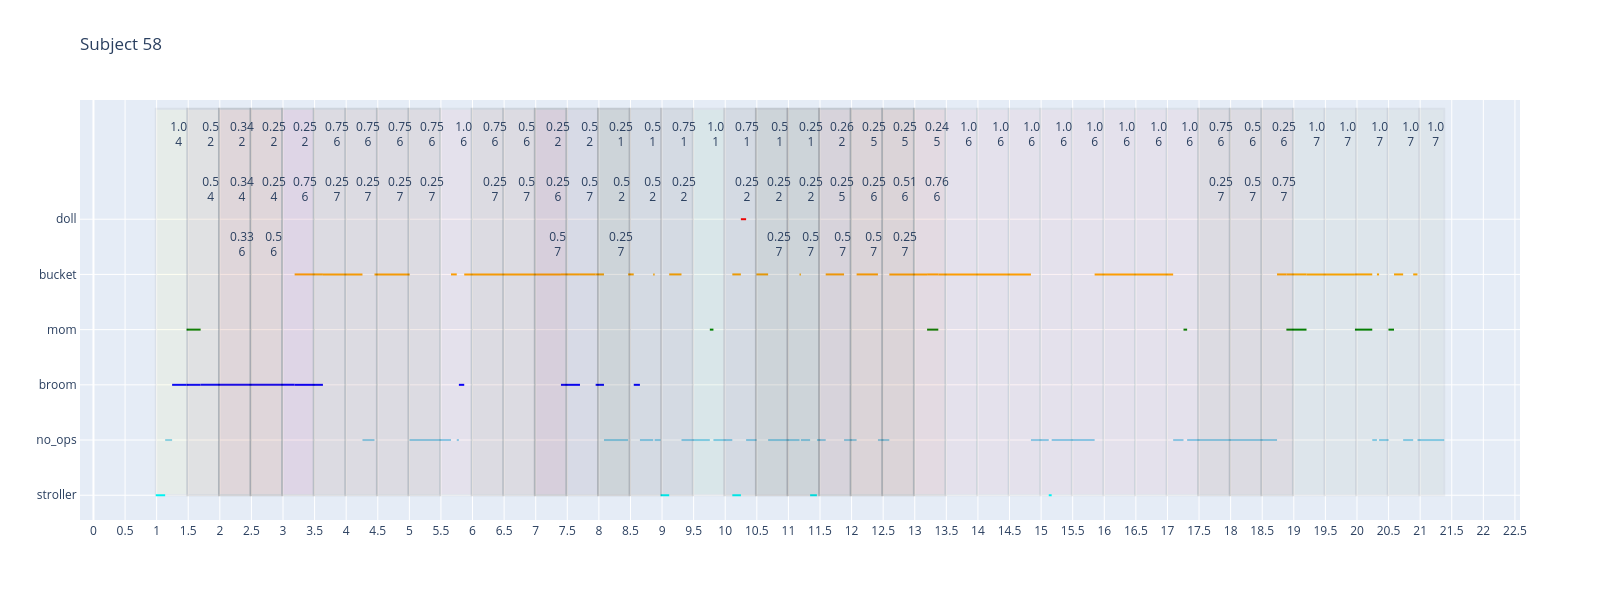 Subject 58
1.0 0.5 0.34 0.25 0.25 0.75 0.75 0.75 0.75 1.0 0.75 0.5 0.25 0.5 0.25 0.5 0.75 1.0 0.75 0.5 0.25 0.26 0.25 0.25 0.24 1.0 1.0 1.0 1.0 1.0 1.0 1.0 1.0 0.75 0.5 0.25 1.0 1.0 1.0 1.0 1.0
4 2 2 2 2 6 6 6 6 6 6 6 2 2 1 1 1 1 1 1 1 2 5 5 5 6 6 6 6 6 6 6 6 6 6 6 7 7 7 7 7
0.5 0.34 0.25 0.75 0.25 0.25 0.25 0.25 0.25 0.5 0.25 0.5 0.5 0.5 0.25 0.25 0.25 0.25 0.25 0.25 0.51 0.76 0.25 0.5 0.75
4 4 4 6 7 7 7 7 7 7 6 7 2 2 2 2 2 2 5 6 6 6 7 7 7
doll
0.33 0.5 0.5 0.25 0.25 0.5 0.5 0.5 0.25
6 6 7 7 7 7 7 7 7
bucket
mom
broom
no_ops
stroller
0 0.5 1 1.5 2 2.5 3 3.5 4 4.5 5 5.5 6 6.5 7 7.5 8 8.5 9 9.5 10 10.5 11 11.5 12 12.5 13 13.5 14 14.5 15 15.5 16 16.5 17 17.5 18 18.5 19 19.5 20 20.5 21 21.5 22 22.5